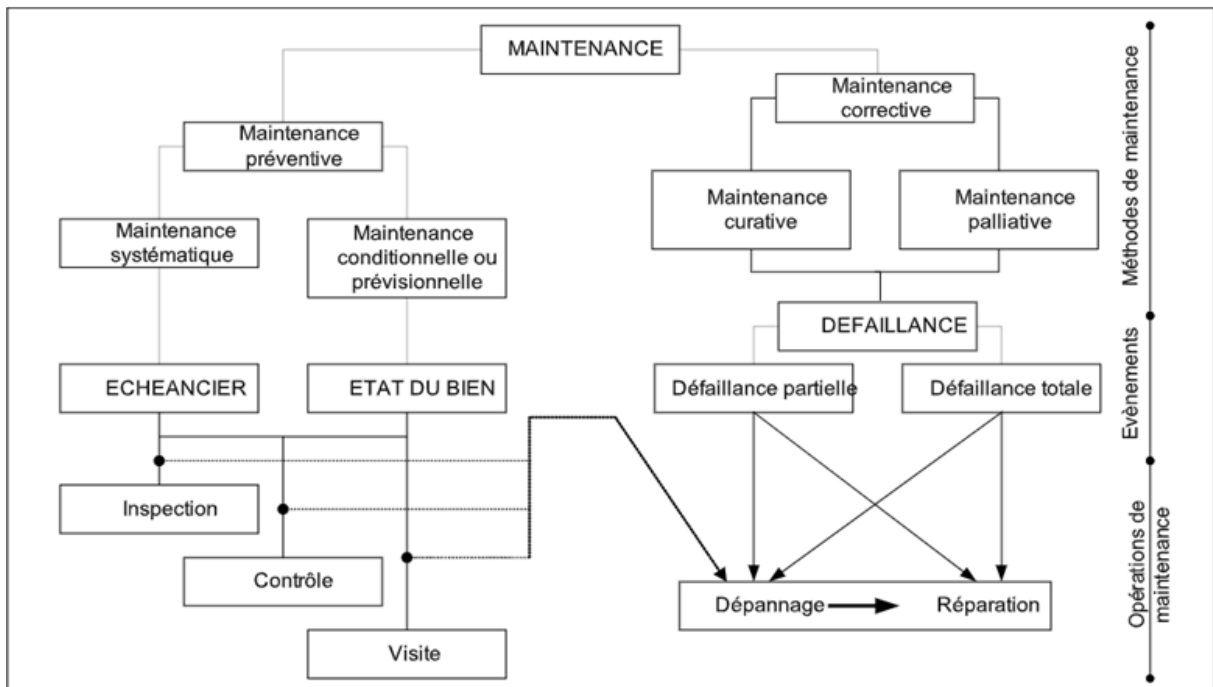 MAINTENANCE
Maintenance
corrective
Maintenance
préventive
Maintenance
curative
Maintenance
palliative
Maintenance
systématique
Maintenance
conditionnelle ou
prévisionnelle
DEFAILLANCE
ECHEANCIER
ETAT DU BIEN
Défaillance partielle
Défaillance totale
Inspection
Contrôle
Visite
Dépannage
Réparation
Méthodes de maintenance
Evènements
Opérations de
maintenance